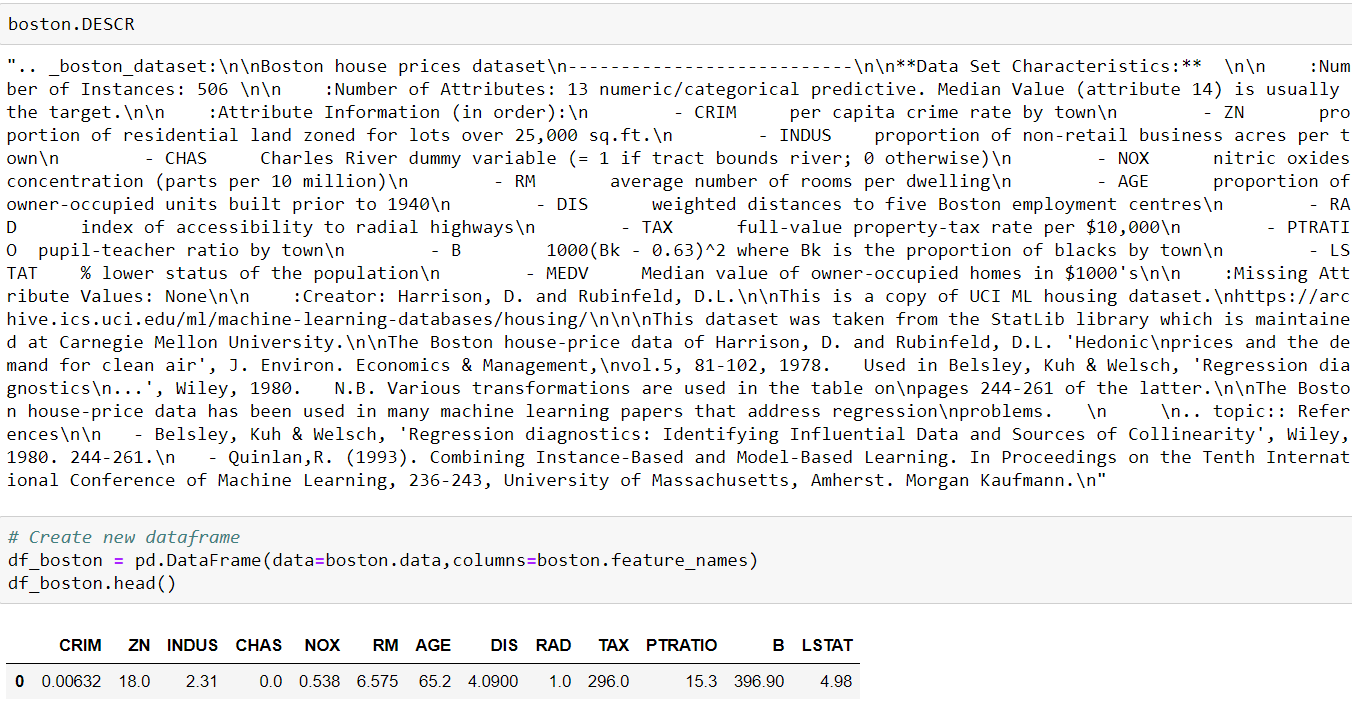 boston.DESCR
".. _boston_dataset:\n\nBoston house prices dataset\n---------------------------\n\n**Data Set Characteristics:**  \n\n    :Num
ber of Instances: 506 \n\n    :Number of Attributes: 13 numeric/categorical predictive. Median Value (attribute 14) is usually
the target.\n\n    :Attribute Information (in order):\n        - CRIM     per capita crime rate by town\n        - ZN       pro
portion of residential land zoned for lots over 25,000 sq.ft.\n        - INDUS    proportion of non-retail business acres per t
own\n        - CHAS     Charles River dummy variable (= 1 if tract bounds river; 0 otherwise)\n        - NOX      nitric oxides
concentration (parts per 10 million)\n        - RM       average number of rooms per dwelling\n        - AGE      proportion of
owner-occupied units built prior to 1940\n        - DIS      weighted distances to five Boston employment centres\n        - RA
D      index of accessibility to radial highways\n        - TAX      full-value property-tax rate per $10,000\n        - PTRATI
O  pupil-teacher ratio by town\n        - B        1000(Bk - 0.63)^2 where Bk is the proportion of blacks by town\n        - LS
TAT    % lower status of the population\n        - MEDV     Median value of owner-occupied homes in $1000's\n\n    :Missing Att
ribute Values: None\n\n    :Creator: Harrison, D. and Rubinfeld, D.L.\n\nThis is a copy of UCI ML housing dataset.\nhttps://arc
hive.ics.uci.edu/ml/machine-learning-databases/housing/\n\n\nThis dataset was taken from the StatLib library which is maintaine
d at Carnegie Mellon University.\n\nThe Boston house-price data of Harrison, D. and Rubinfeld, D.L. 'Hedonic\nprices and the de
mand for clean air', J. Environ. Economics & Management,\nvol.5, 81-102, 1978.   Used in Belsley, Kuh & Welsch, 'Regression dia
gnostics\n...', Wiley, 1980.   N.B. Various transformations are used in the table on\npages 244-261 of the latter.\n\nThe Bosto
n house-price data has been used in many machine learning papers that address regression\nproblems.   \n     \n.. topic:: Refer
ences\n\n   - Belsley, Kuh & Welsch, 'Regression diagnostics: Identifying Influential Data and Sources of Collinearity', Wiley,
1980. 244-261.\n   - Quinlan,R. (1993). Combining Instance-Based and Model-Based Learning. In Proceedings on the Tenth Internat
ional Conference of Machine Learning, 236-243, University of Massachusetts, Amherst. Morgan Kaufmann.\n"
# Create new dataframe
df_boston = pd.DataFrame(data=boston.data,columns=boston.feature_names)
df_boston.head()
CRIM ZN INDUS CHAS NOX RM AGE DIS RAD TAX PTRATIO B LSTAT
0 0.00632 18.0 2.31 0.0 0.538 6.575 65.2 4.0900 1.0 296.0 15.3 396.90 4.98